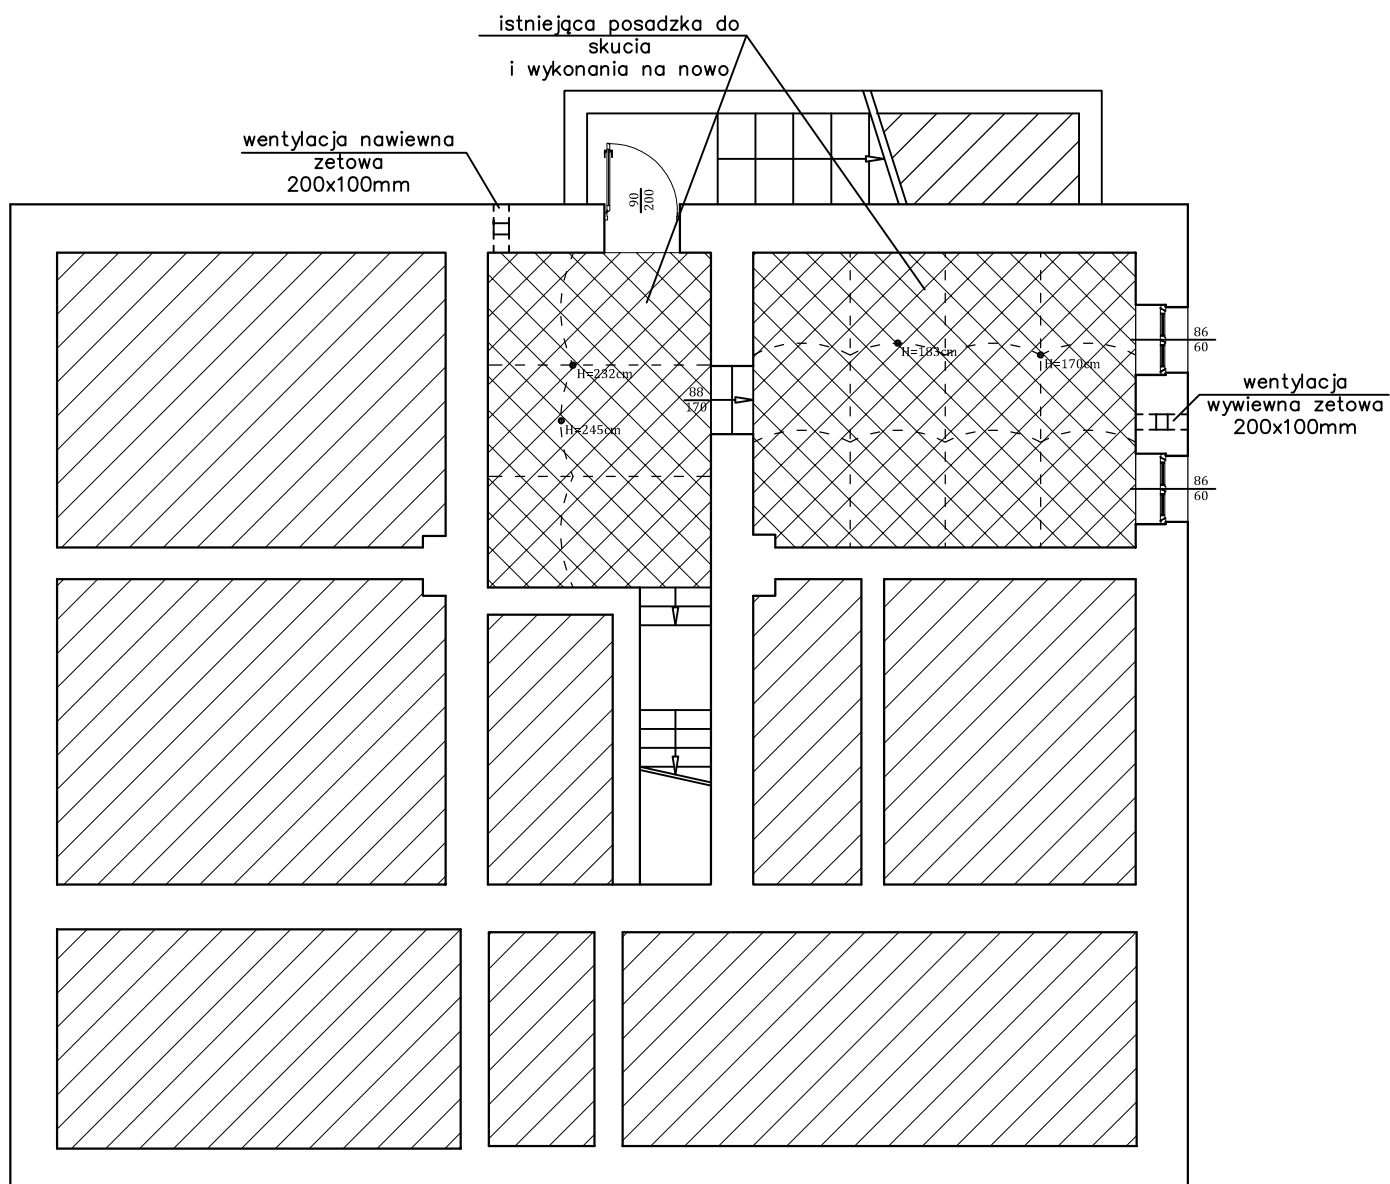 istniejąca posadzka do
skucia
i wykonania na nowo
wentylacja nawiewna
zetowa
200x100mm
90
200
86
60
H=183cm
H=170cm
H=232cm
wentylacja
wywiewna zetowa
200x100mm
88
170
H=245cm
86
60